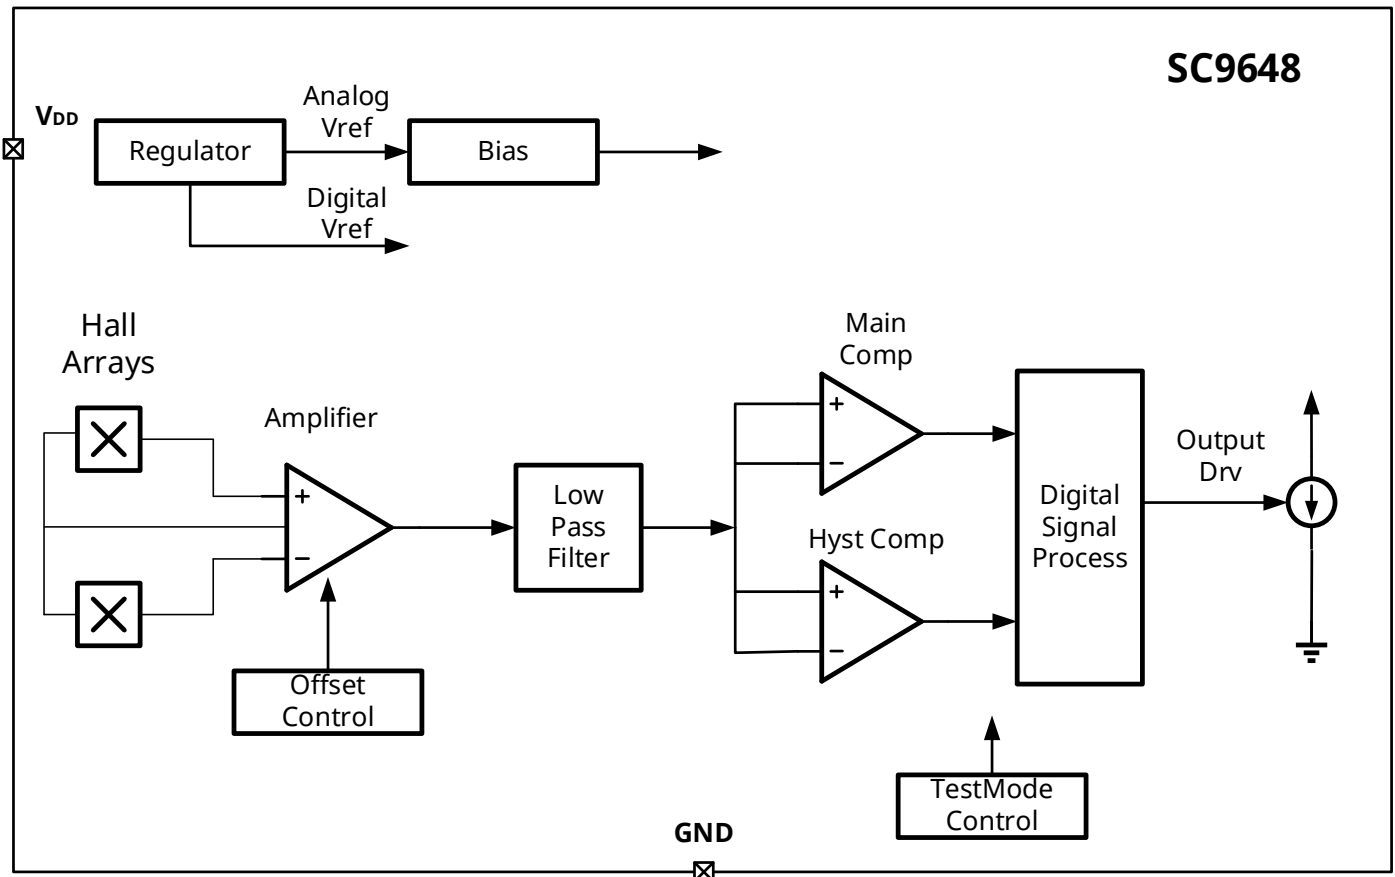 SC9648
VDD
Analog
Vref
Regulator
Bias
Digital
Vref
Hall
Arrays
Main
Comp
Amplifier
+
−
+
−
Low
Pass
Filter
Hyst Comp
+
−
Digital
Signal
Process
Output
Drv
Offset
Control
TestMode
Control
GND